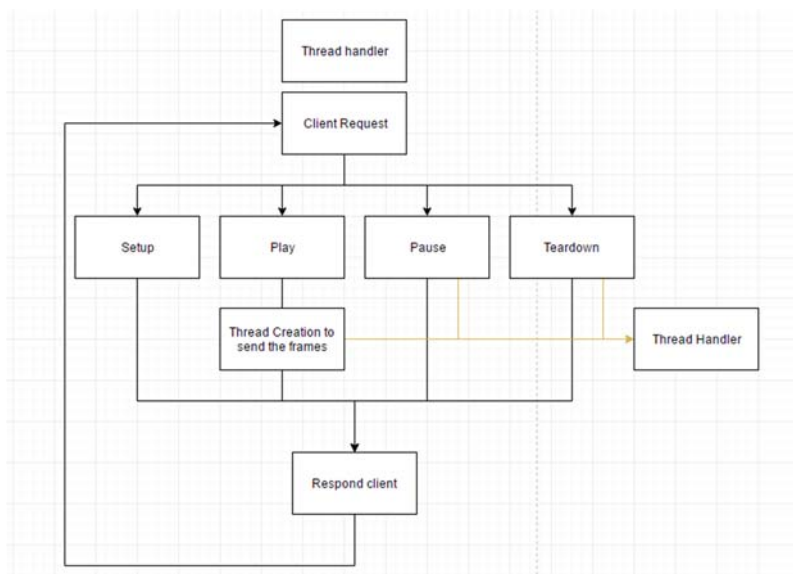 Thread handler
Client Request
Setup
Play
Pause
Teardown
Thread Creation to
send the frames
Thread Handler
Respond client